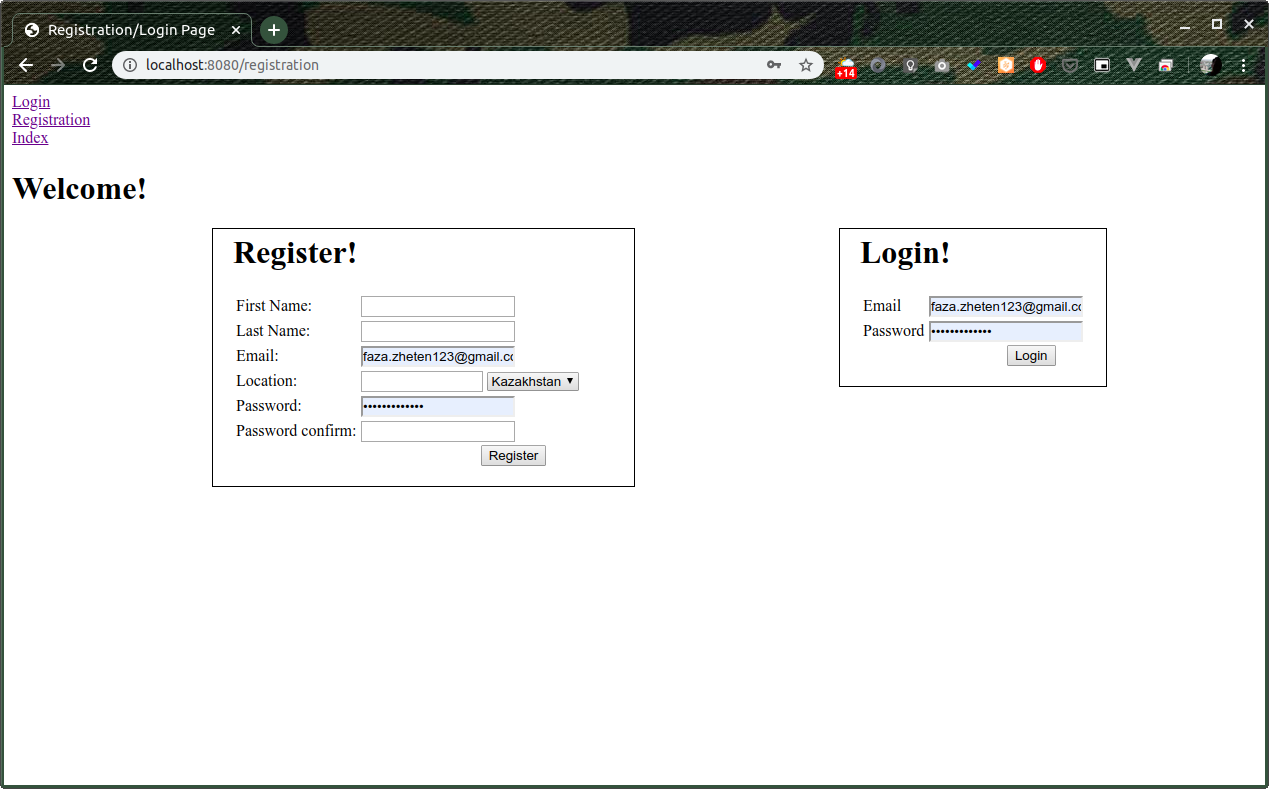 Registration/Login Page
localhost:8080/registration
+14
Login
Registration
Index
Welcome!
Register!
First Name:
Last Name:
Email: faza.zheten123@gmail.co
Location: Kazakhstan
Password: •••••••••••••
Password confirm:
Register
Login!
Email faza.zheten123@gmail.co
Password •••••••••••••
Login